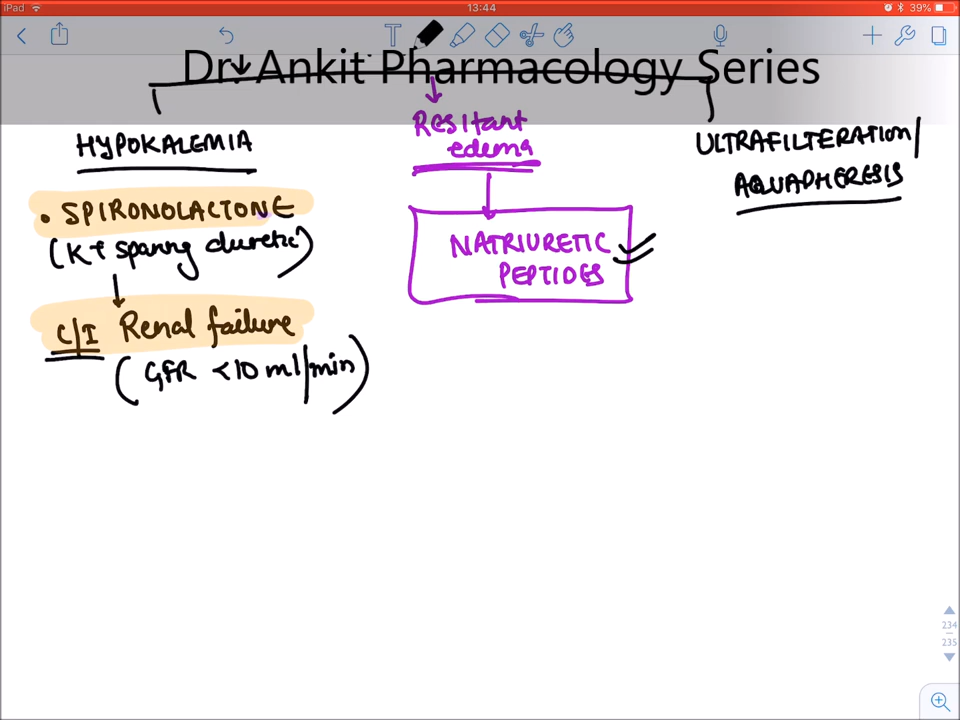 iPad
13:44
39%
T
Dr. Ankit Pharmacology Series
HYPOKALEMIA
• SPIRONOLACTONE
(K+ sparing diuretic)
C/I Renal failure
(GFR <10 ml/min)
Resitant
edema
NATRIURETIC
PEPTIDES
ULTRAFILTERATION/
AQUAPHERESIS
234
235